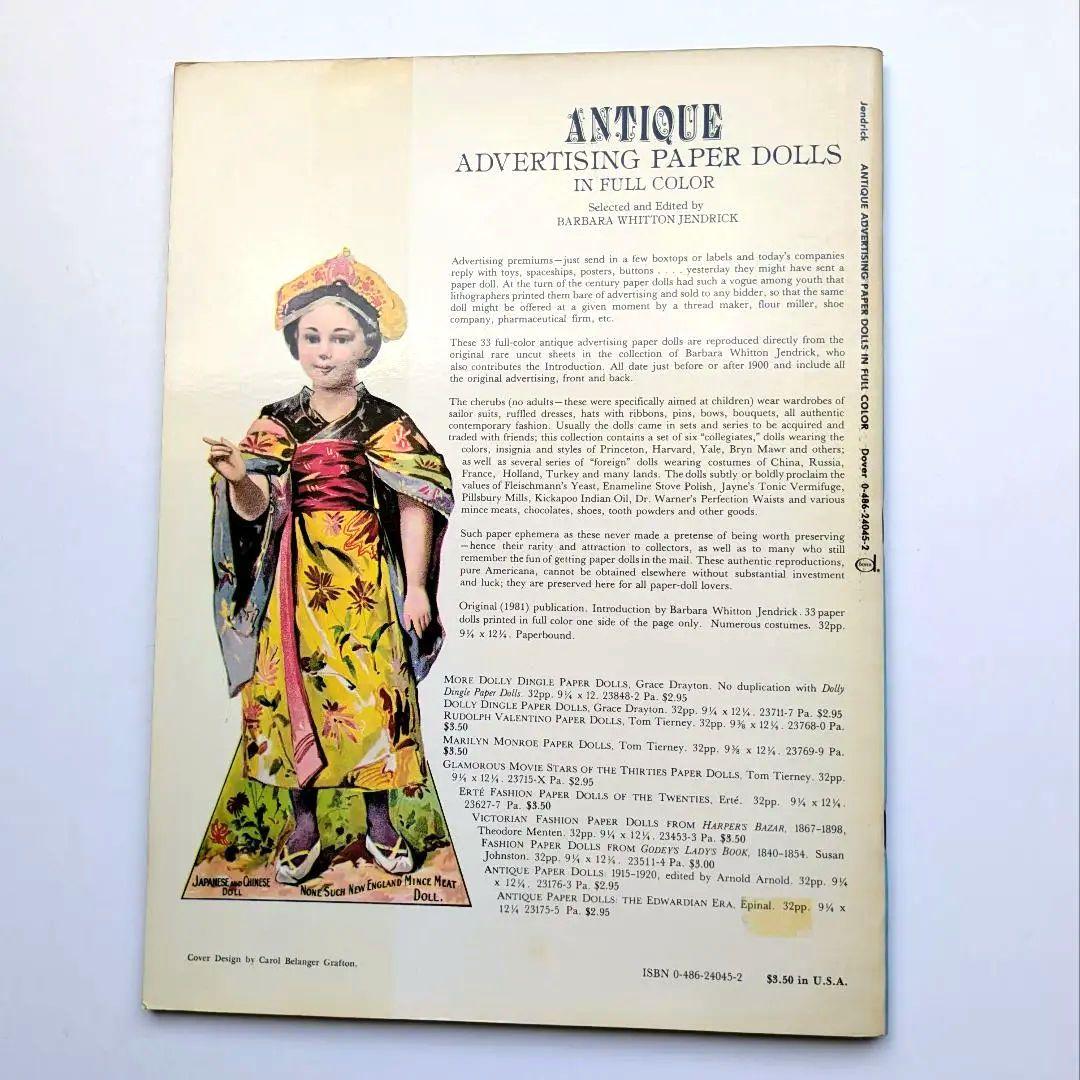 ANTIQUE
ADVERTISING PAPER DOLLS
IN FULL COLOR
Selected and Edited by
BARBARA WHITTON JENDRICK
Advertising premiums—just send in a few boxtops or labels and today's companies
reply with toys, spaceships, posters, buttons . . . . yesterday they might have sent a
paper doll. At the turn of the century paper dolls had such a vogue among youth that
lithographers printed them bare of advertising and sold to any bidder, so that the same
doll might be offered at a given moment by a thread maker, flour miller, shoe
company, pharmaceutical firm, etc.
These 33 full-color antique advertising paper dolls are reproduced directly from the
original rare uncut sheets in the collection of Barbara Whitton Jendrick, who
also contributes the Introduction. All date just before or after 1900 and include all
the original advertising, front and back.
The cherubs (no adults—these were specifically aimed at children) wear wardrobes of
sailor suits, ruffled dresses, hats with ribbons, pins, bows, bouquets, all authentic
contemporary fashion. Usually the dolls came in sets and series to be acquired and
traded with friends; this collection contains a set of six "collegiates," dolls wearing the
colors, insignia and styles of Princeton, Harvard, Yale, Bryn Mawr and others;
as well as several series of "foreign" dolls wearing costumes of China, Russia,
France, Holland, Turkey and many lands. The dolls subtly or boldly proclaim the
values of Fleischmann's Yeast, Enameline Stove Polish, Jayne's Tonic Vermifuge,
Pillsbury Mills, Kickapoo Indian Oil, Dr. Warner's Perfection Waists and various
mince meats, chocolates, shoes, tooth powders and other goods.
Such paper ephemera as these never made a pretense of being worth preserving
—hence their rarity and attraction to collectors, as well as to many who still
remember the fun of getting paper dolls in the mail. These authentic reproductions,
pure Americana, cannot be obtained elsewhere without substantial investment
and luck; they are preserved here for all paper-doll lovers.
Original (1981) publication. Introduction by Barbara Whitton Jendrick. 33 paper
dolls printed in full color one side of the page only. Numerous costumes. 32pp.
9¼ x 12¼. Paperbound.
MORE DOLLY DINGLE PAPER DOLLS, Grace Drayton. No duplication with Dolly
Dingle Paper Dolls. 32pp. 9¼ x 12. 23848-2 Pa. $2.95
DOLLY DINGLE PAPER DOLLS, Grace Drayton. 32pp. 9¼ x 12¼. 23711-7 Pa. $2.95
RUDOLPH VALENTINO PAPER DOLLS, Tom Tierney. 32pp. 9⅜ x 12¼. 23768-0 Pa.
$3.50
MARILYN MONROE PAPER DOLLS, Tom Tierney. 32pp. 9⅜ x 12¼. 23769-9 Pa.
$3.50
GLAMOROUS MOVIE STARS OF THE THIRTIES PAPER DOLLS, Tom Tierney. 32pp.
9¼ x 12¼. 23715-X Pa. $2.95
ERTÉ FASHION PAPER DOLLS OF THE TWENTIES, Erté. 32pp. 9¼ x 12¼.
23627-7 Pa. $3.50
VICTORIAN FASHION PAPER DOLLS FROM HARPER'S BAZAR, 1867–1898,
Theodore Menten. 32pp. 9¼ x 12¼. 23453-3 Pa. $3.50
FASHION PAPER DOLLS FROM GODEY'S LADY'S BOOK, 1840–1854. Susan
Johnston. 32pp. 9¼ x 12¼. 23511-4 Pa. $3.00
ANTIQUE PAPER DOLLS: 1915–1920, edited by Arnold Arnold. 32pp. 9¼
x 12¼. 23176-3 Pa. $2.95
ANTIQUE PAPER DOLLS: THE EDWARDIAN ERA, Epinal. 32pp. 9¼ x
12¼ 23175-5 Pa. $2.95
JAPANESE AND CHINESE
DOLL
NONE SUCH NEW ENGLAND MINCE MEAT
DOLL.
Cover Design by Carol Belanger Grafton.
ISBN 0-486-24045-2 $3.50 in U.S.A.
Jendrick ANTIQUE ADVERTISING PAPER DOLLS IN FULL COLOR Dover 0-486-24045-2 DOVER